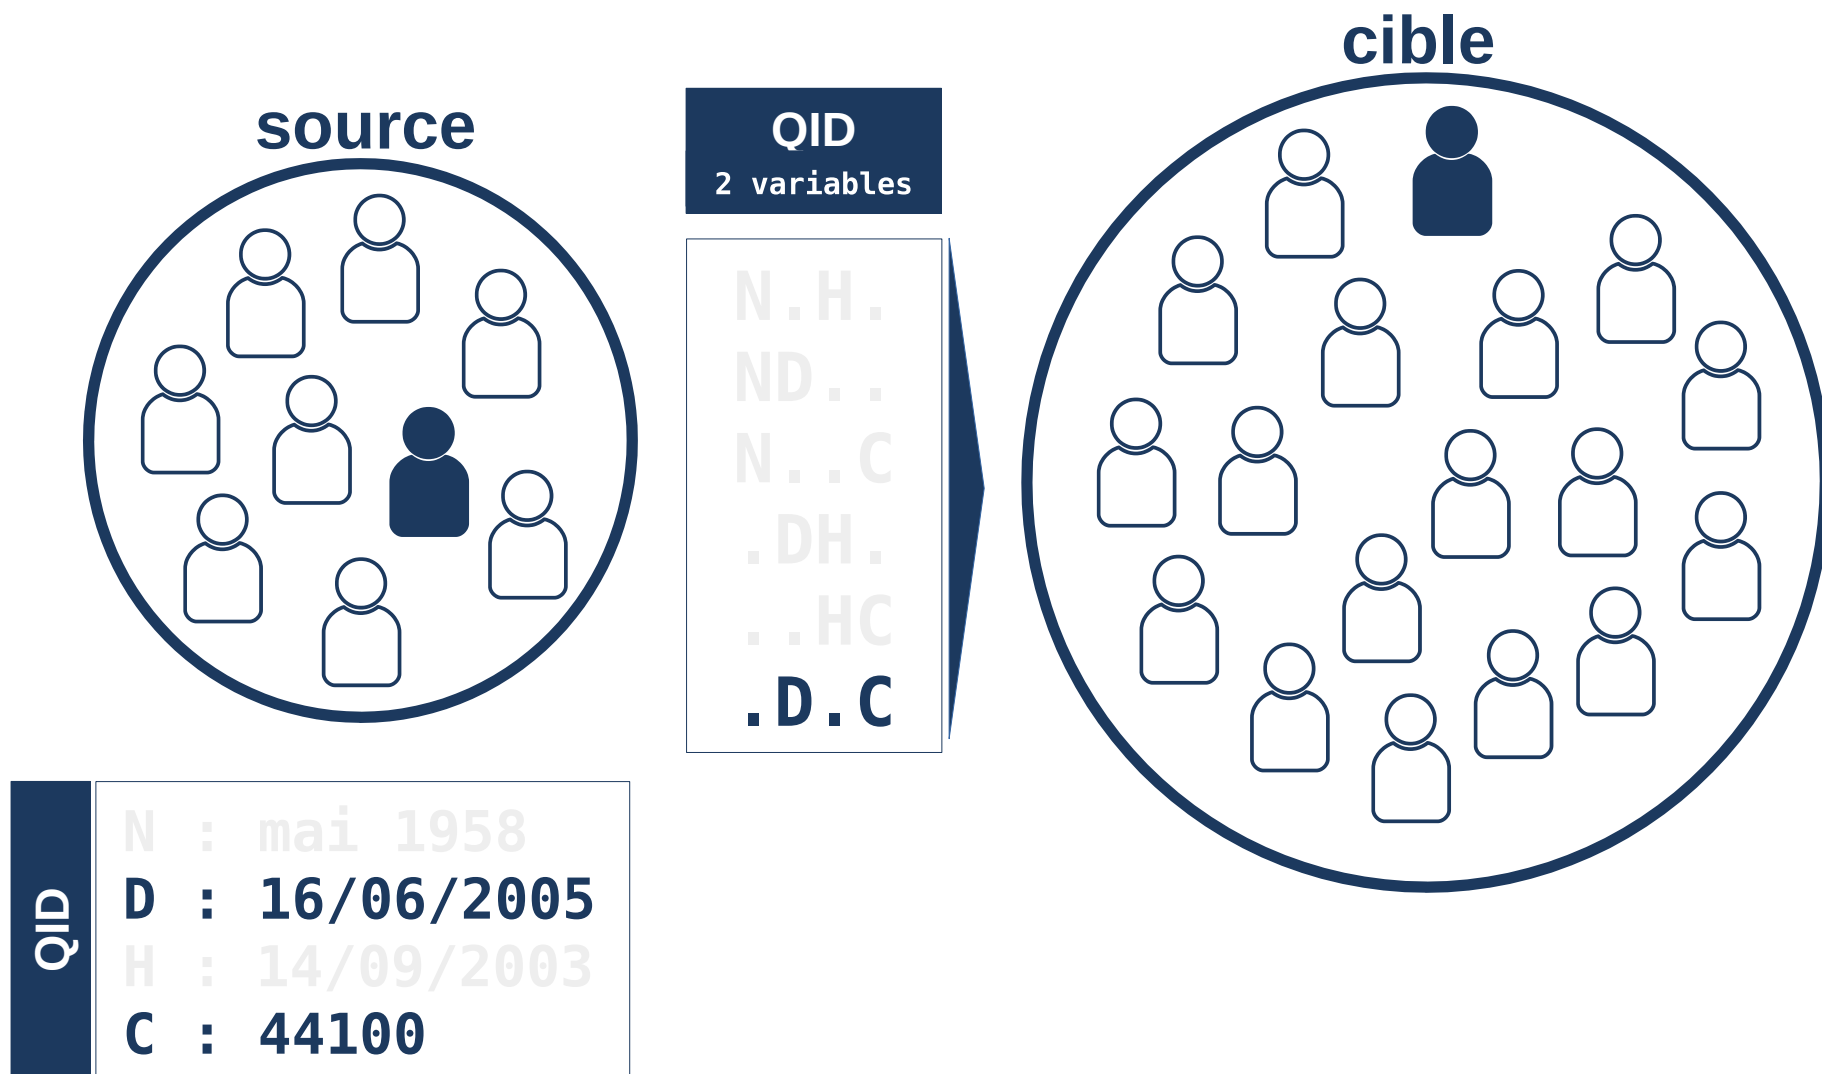 cible
source
QID
2 variables
N.H.
ND..
N..C
.DH.
..HC
.D.C
QID
N : mai 1958
D : 16/06/2005
H : 14/09/2003
C : 44100